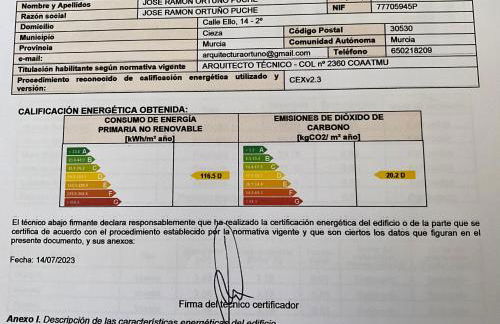 Nombre y Apellidos JOSE RAMON ORTUÑO PUCHE NIF 77705945P
Razón social JOSE RAMON ORTUÑO PUCHE
Domicilio Calle Ello, 14 - 2º
Municipio Cieza Código Postal 30530
Provincia Murcia Comunidad Autónoma Murcia
e-mail: arquitecturaortuno@gmail.com Teléfono 650218209
Titulación habilitante según normativa vigente ARQUITECTO TÉCNICO - COL nº 2360 COAATMU
Procedimiento reconocido de calificación energética utilizado y
versión: CEXv2.3
CALIFICACIÓN ENERGÉTICA OBTENIDA:
CONSUMO DE ENERGÍA EMISIONES DE DIÓXIDO DE
PRIMARIA NO RENOVABLE CARBONO
[kWh/m² año] [kgCO2/ m² año]
A A
B B
C C
116.5 D 20.2 D
E E
F F
G G
El técnico abajo firmante declara responsablemente que ha realizado la certificación energética del edificio o de la parte que se
certifica de acuerdo con el procedimiento establecido por la normativa vigente y que son ciertos los datos que figuran en el
presente documento, y sus anexos:
Fecha: 14/07/2023
Firma del técnico certificador
Anexo I. Descripción de las características energéticas del edificio.